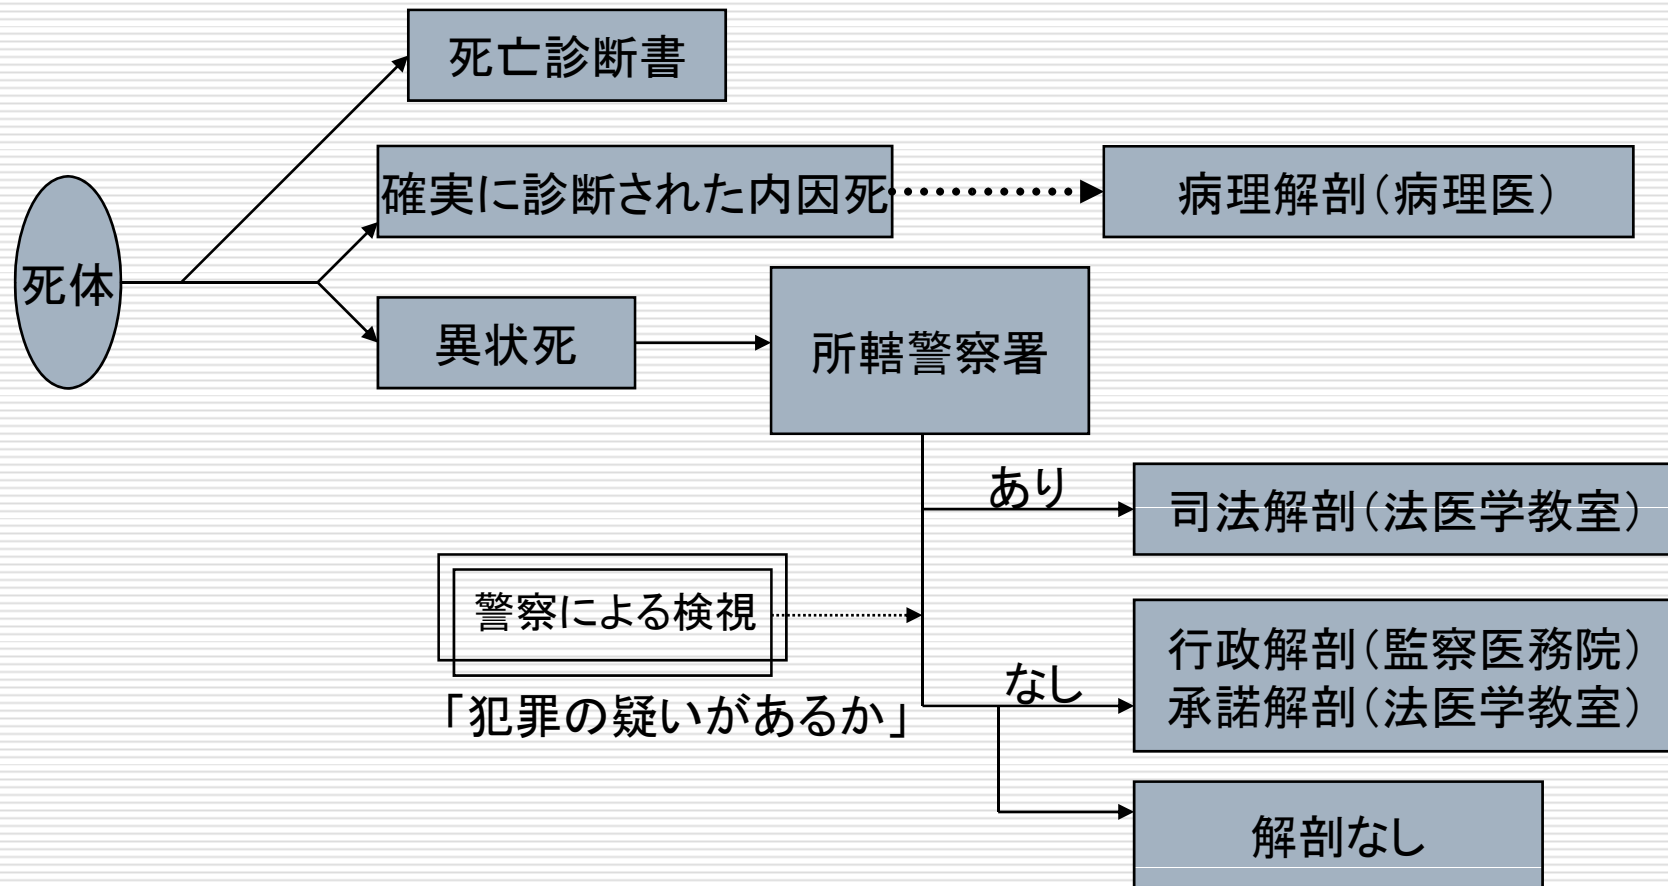 死亡診断書
確実に診断された内因死
病理解剖（病理医）
死体
異状死
所轄警察署
あり
司法解剖（法医学教室）
警察による検視
「犯罪の疑いがあるか」
なし
行政解剖（監察医務院）
承諾解剖（法医学教室）
解剖なし